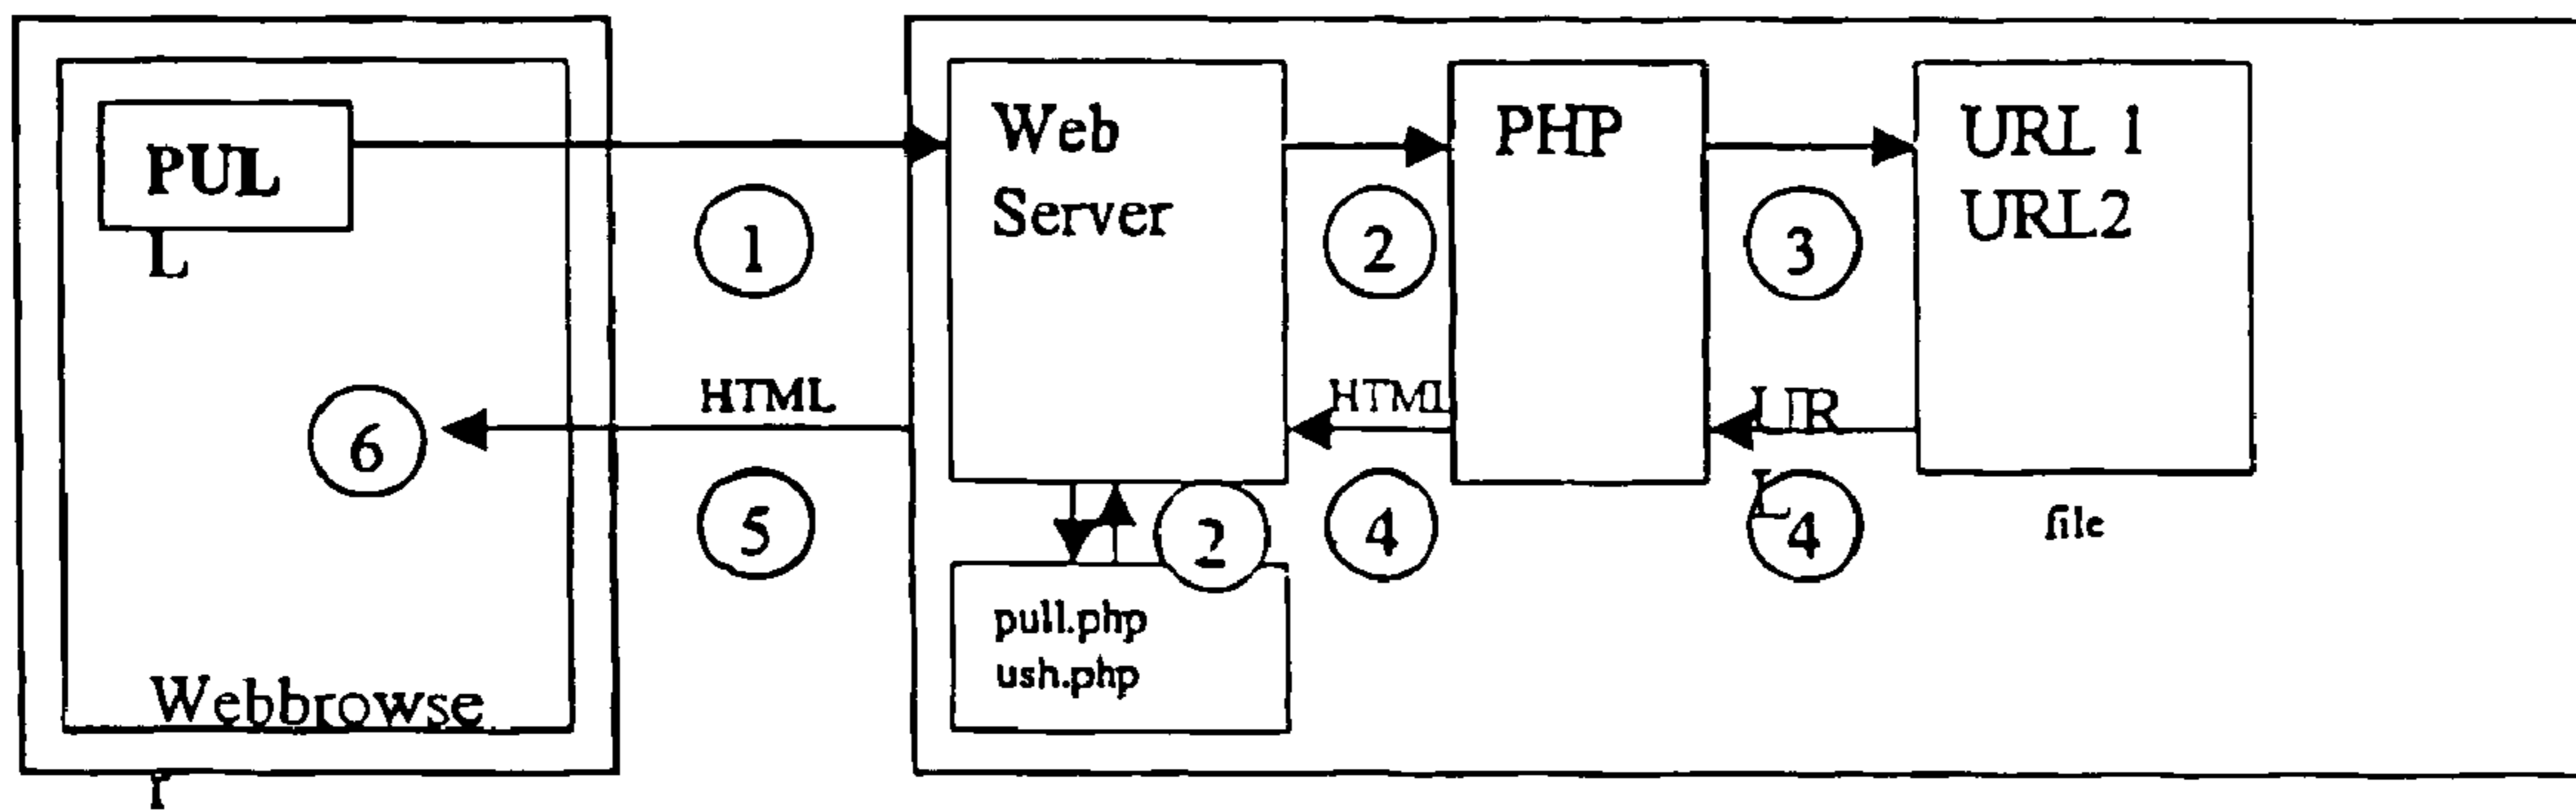 PUL
L
Webbrowse
r
1
HTML
6
5
Web
Server
2
HTML
4
2
pull.php
ush.php
PHP
3
UR
L
4
URL 1
URL2
file